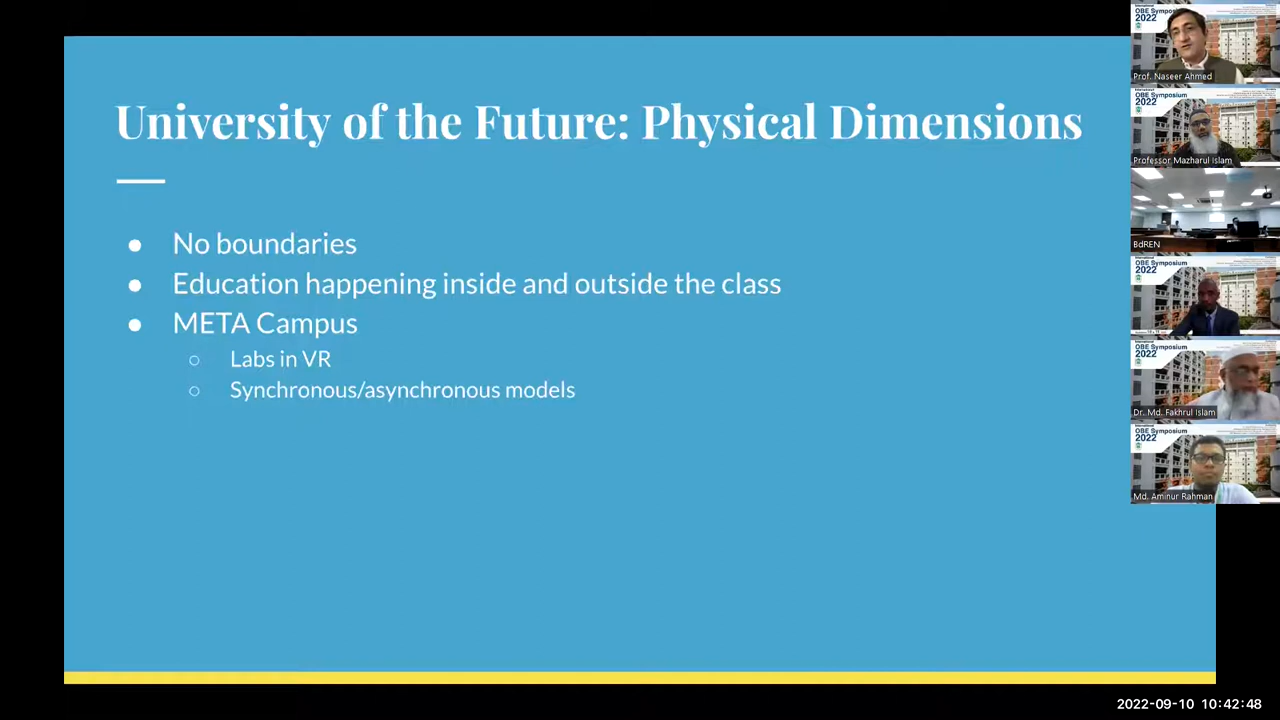 University of the Future: Physical Dimensions
● No boundaries
● Education happening inside and outside the class
● META Campus
○ Labs in VR
○ Synchronous/asynchronous models
International
OBE Symposium
2022
Prof. Naseer Ahmed
OBE Symposium
2022
Professor Mazharul Islam
BdREN
OBE Symposium
2022
International
OBE Symposium
2022
Dr. Md. Fakhrul Islam
International
OBE Symposium
2022
Md. Aminur Rahman
2022-09-10 10:42:48